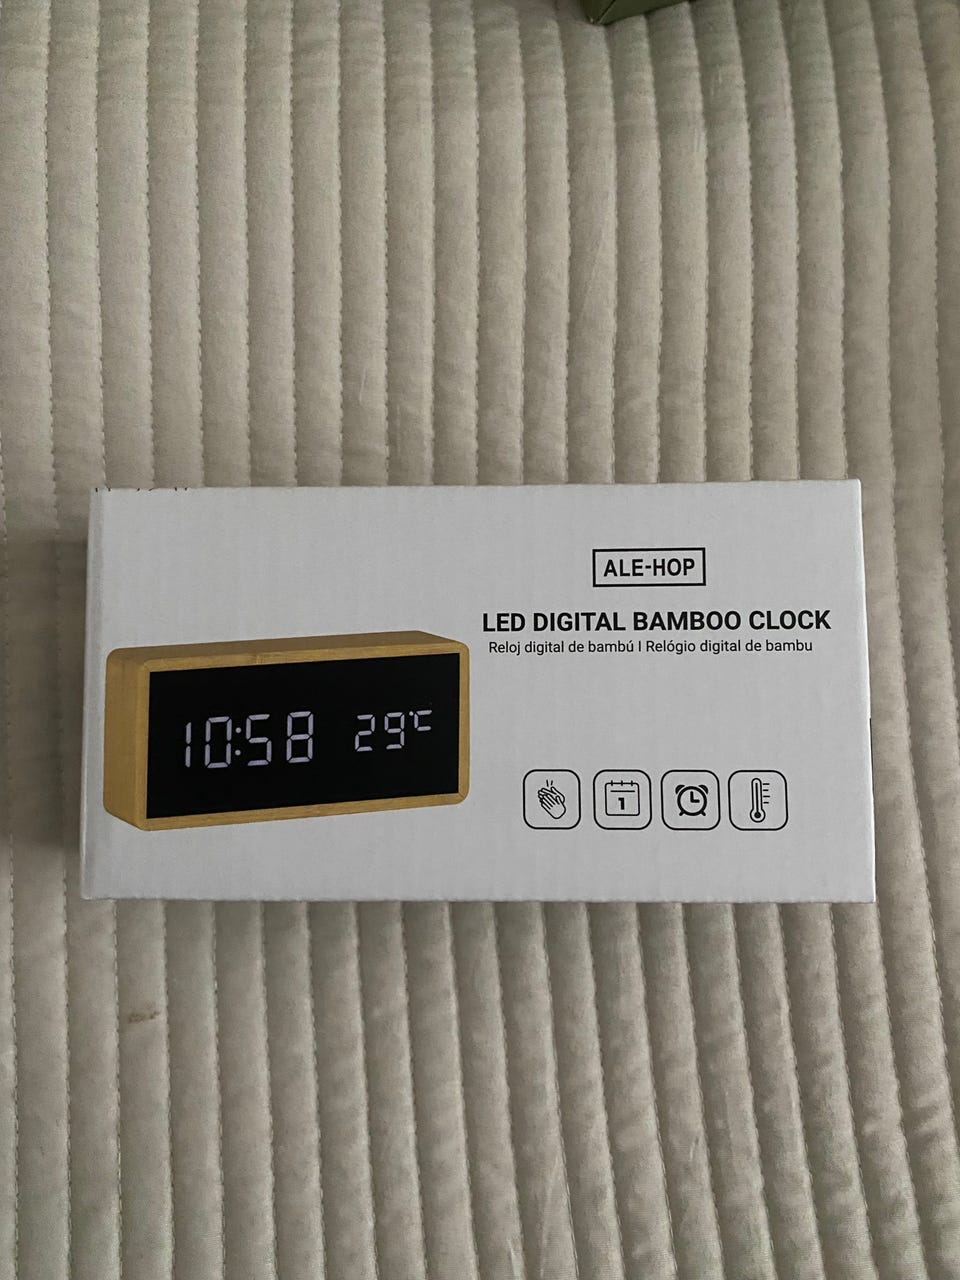 ALE-HOP
LED DIGITAL BAMBOO CLOCK
Reloj digital de bambú I Relógio digital de bambu
10:58 29°C
1